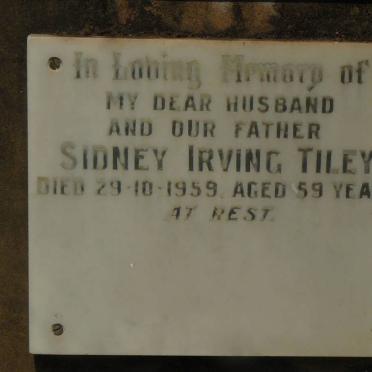 In Loving Memory of
MY DEAR HUSBAND
AND OUR FATHER
SIDNEY IRVING TILEY
DIED 29-10-1959. AGED 59 YEA
AT REST.